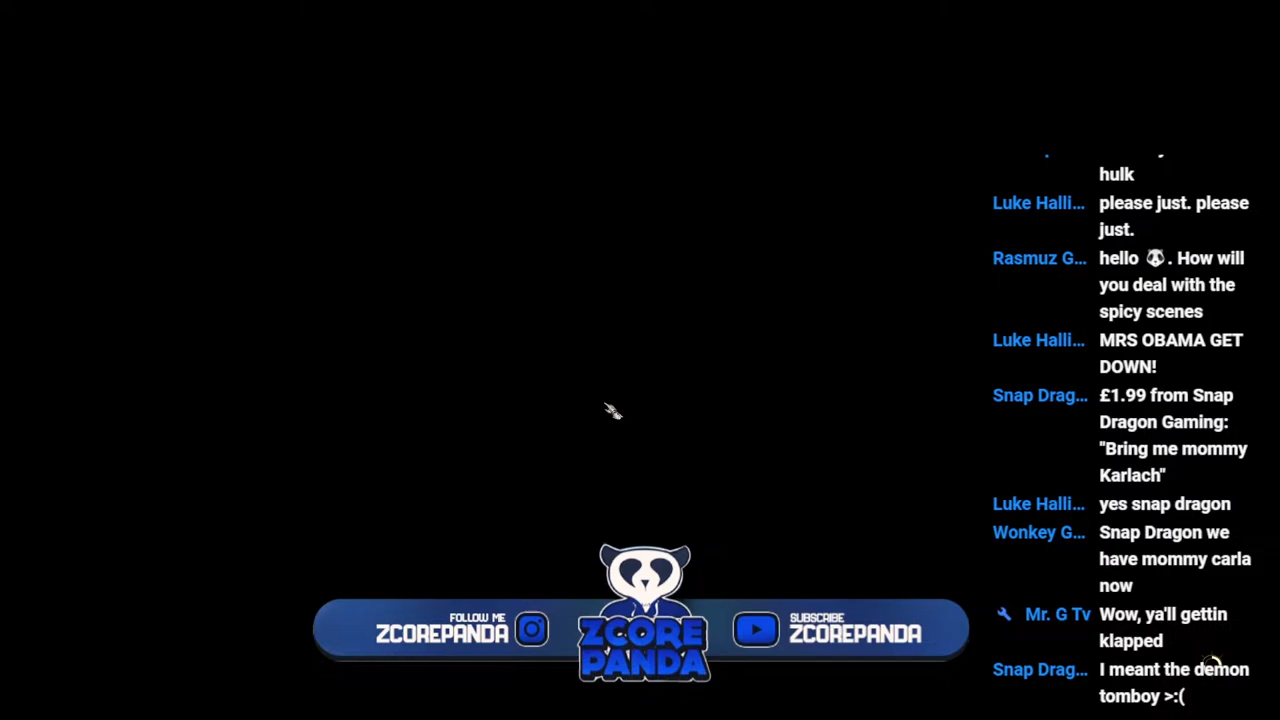 hulk
Luke Halli... please just. please
just.
Rasmuz G... hello 🐼. How will
you deal with the
spicy scenes
Luke Halli... MRS OBAMA GET
DOWN!
Snap Drag... £1.99 from Snap
Dragon Gaming:
"Bring me mommy
Karlach"
Luke Halli... yes snap dragon
Wonkey G... Snap Dragon we
have mommy carla
now
Mr. G Tv Wow, ya'll gettin
klapped
Snap Drag... I meant the demon
tomboy >:(
FOLLOW ME
ZCOREPANDA
ZCORE
PANDA
SUBSCRIBE
ZCOREPANDA